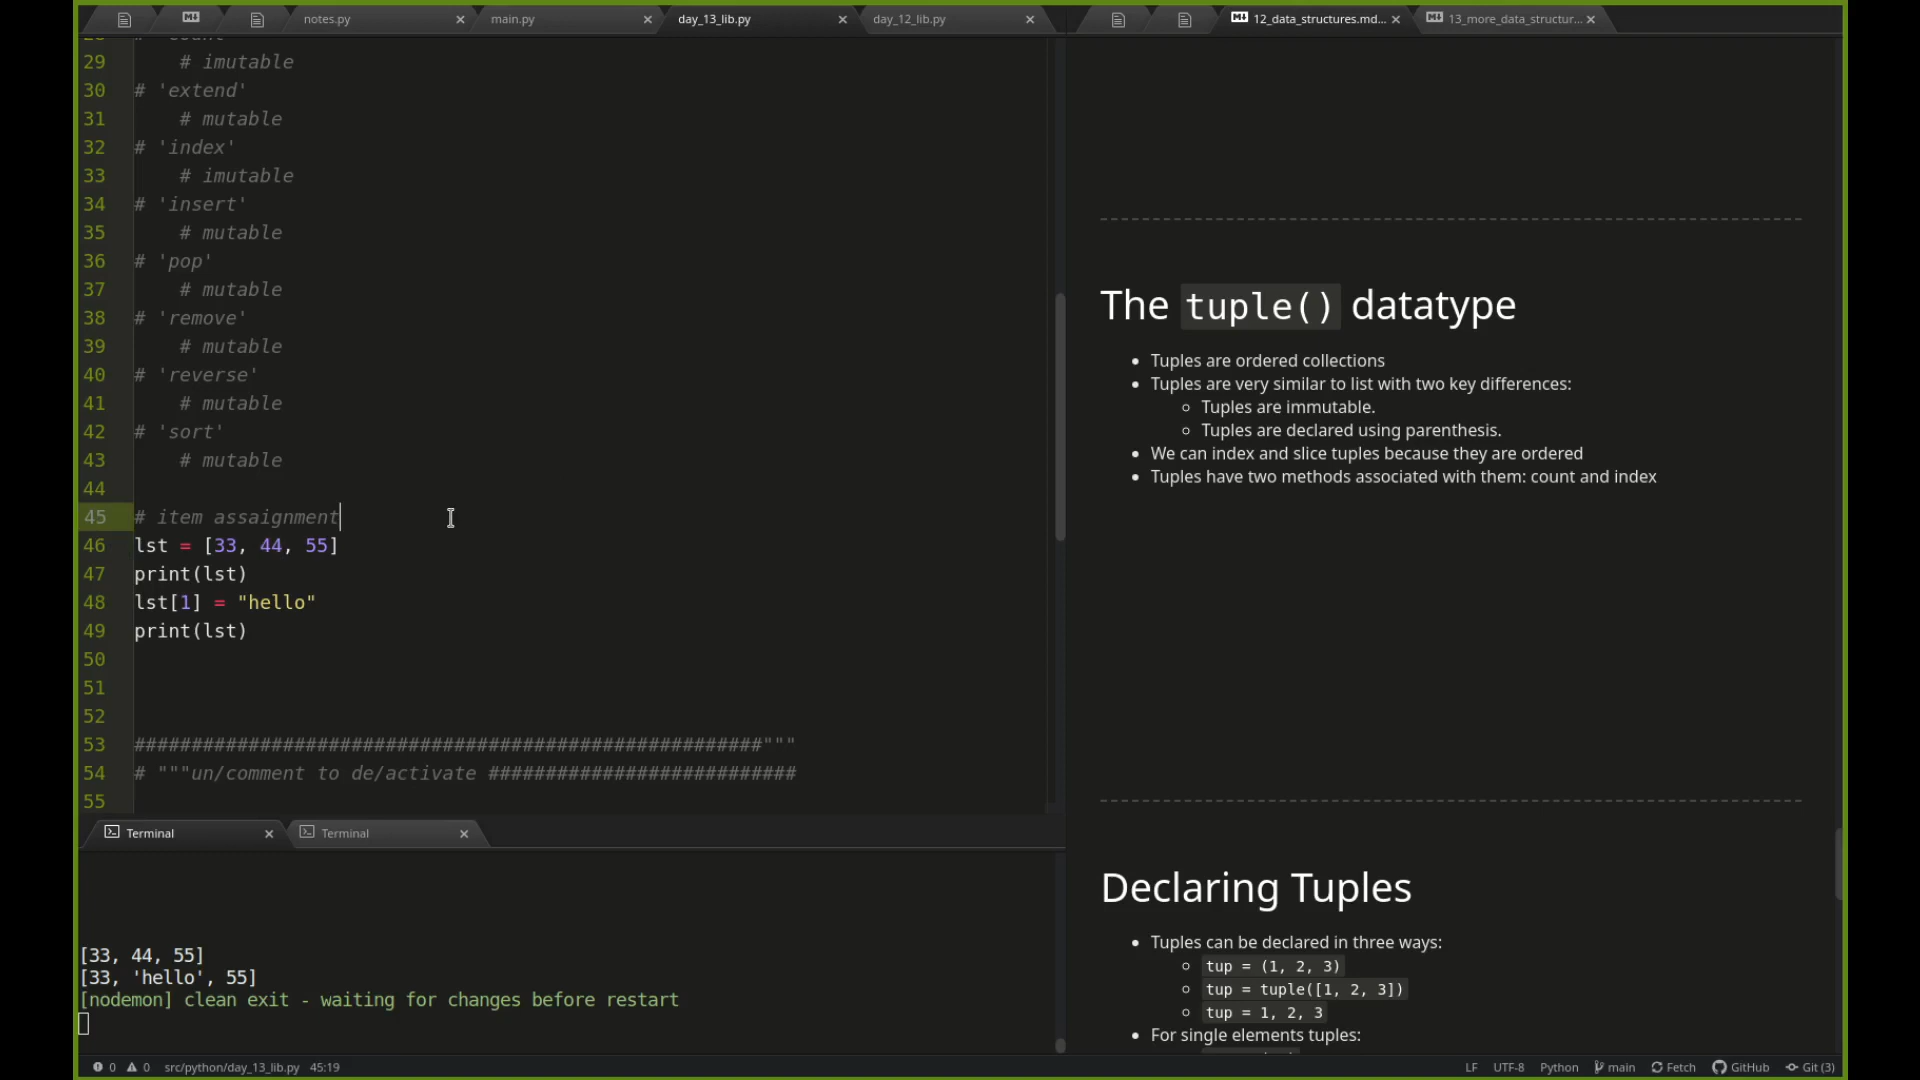 notes.py
main.py
day_13_lib.py
day_12_lib.py
12_data_structures.md...
13_more_data_structur...
29 # imutable
30 # 'extend'
31 # mutable
32 # 'index'
33 # imutable
34 # 'insert'
35 # mutable
36 # 'pop'
37 # mutable
38 # 'remove'
39 # mutable
40 # 'reverse'
41 # mutable
42 # 'sort'
43 # mutable
44
45 # item assaignment
46 lst = [33, 44, 55]
47 print(lst)
48 lst[1] = "hello"
49 print(lst)
50
51
52
53 #######################################################"""
54 # """un/comment to de/activate ###########################
55
Terminal
Terminal
[33, 44, 55]
[33, 'hello', 55]
[nodemon] clean exit - waiting for changes before restart
The tuple() datatype
Tuples are ordered collections
Tuples are very similar to list with two key differences:
Tuples are immutable.
Tuples are declared using parenthesis.
We can index and slice tuples because they are ordered
Tuples have two methods associated with them: count and index
Declaring Tuples
Tuples can be declared in three ways:
tup = (1, 2, 3)
tup = tuple([1, 2, 3])
tup = 1, 2, 3
For single elements tuples:
0 0 src/python/day_13_lib.py 45:19
LF UTF-8 Python main Fetch GitHub Git (3)